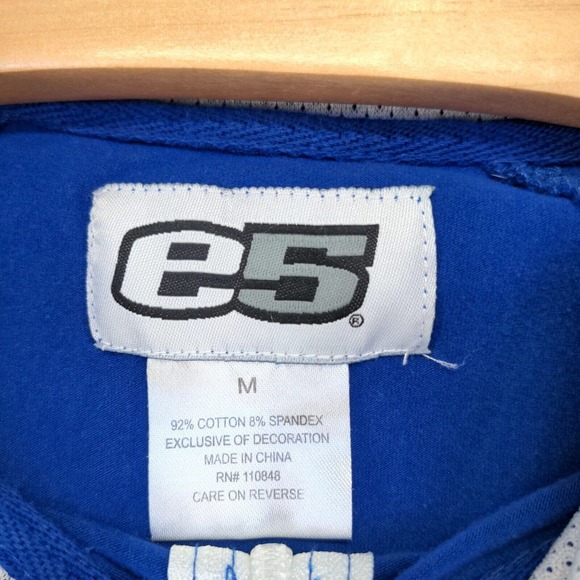 e5®
M
92% COTTON 8% SPANDEX
EXCLUSIVE OF DECORATION
MADE IN CHINA
RN# 110848
CARE ON REVERSE